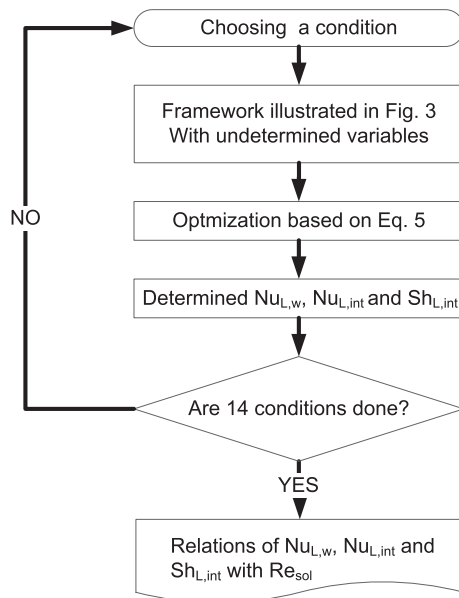 Choosing a condition
Framework illustrated in Fig. 3
With undetermined variables
NO
Optmization based on Eq. 5
Determined Nu_{L,w}, Nu_{L,int} and Sh_{L,int}
Are 14 conditions done?
YES
Relations of Nu_{L,w}, Nu_{L,int} and
Sh_{L,int} with Re_{sol}